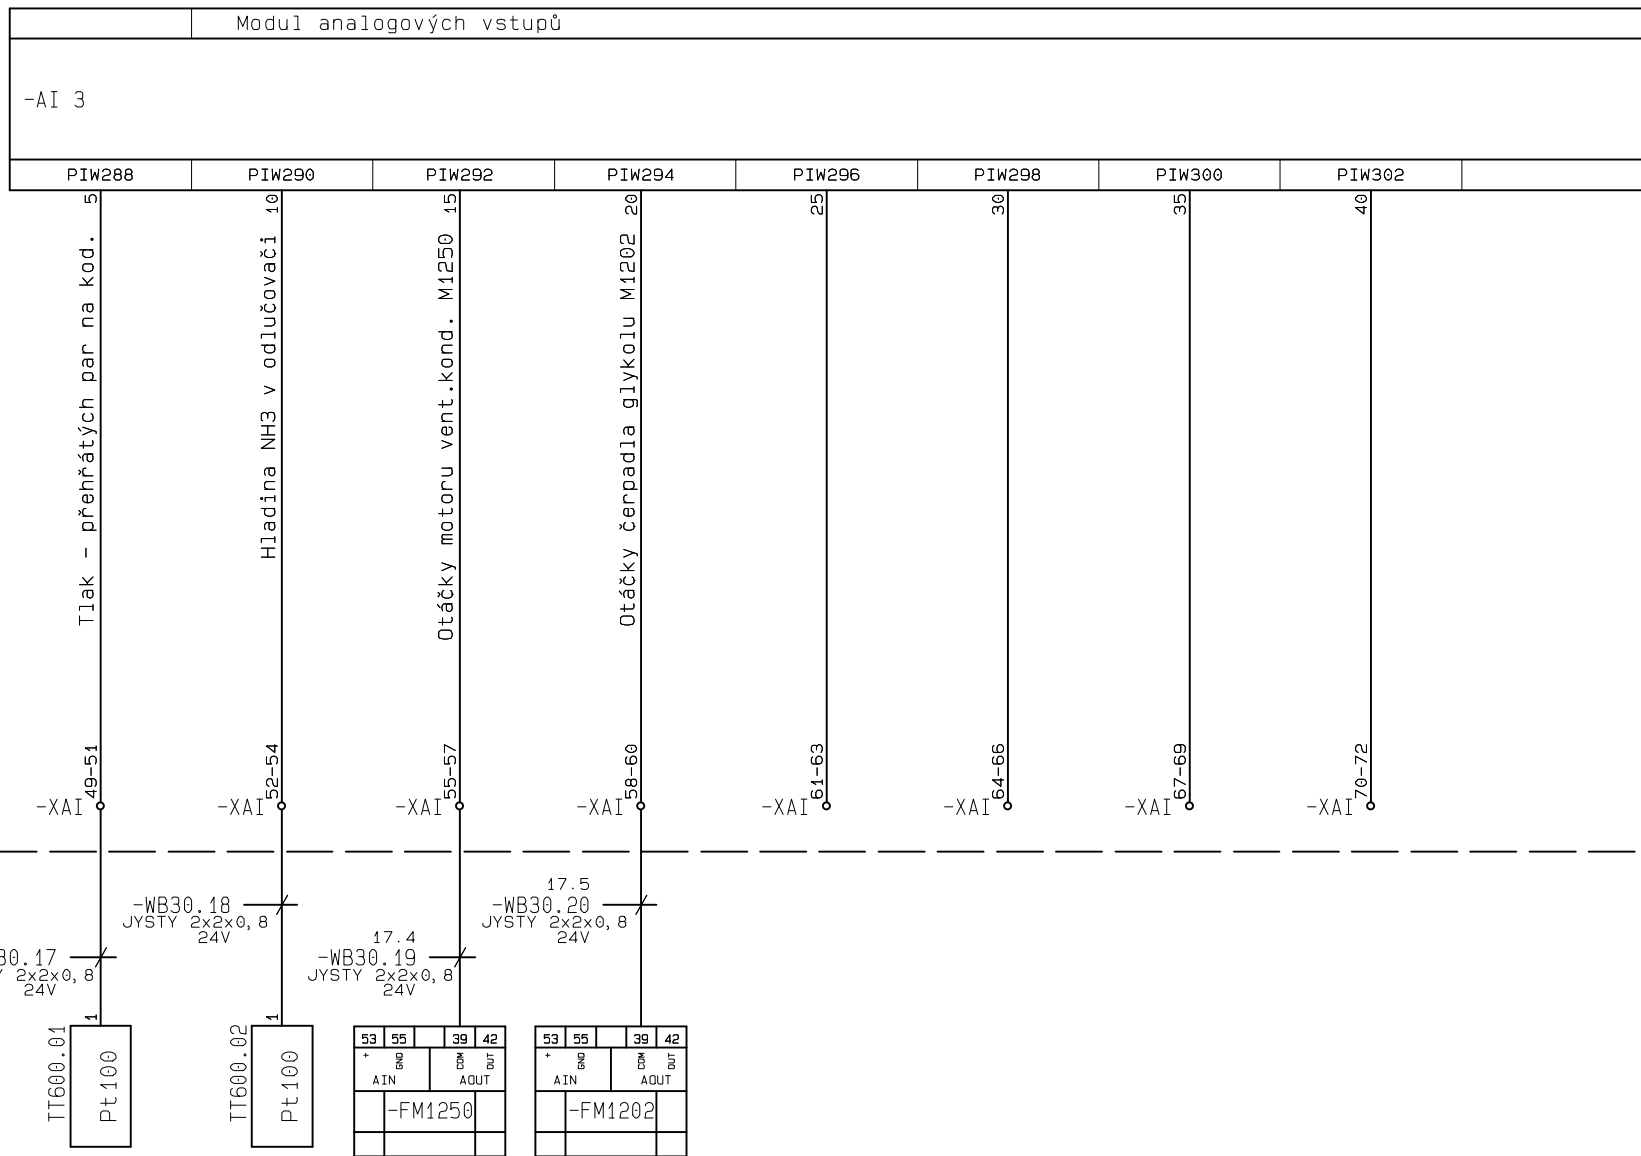 Modul analogových vstupů
-AI 3
PIW288 PIW290 PIW292 PIW294 PIW296 PIW298 PIW300 PIW302
5 10 15 20 25 30 35 40
Tlak - přehřátých par na kod.
Hladina NH3 v odlučovači
Otáčky motoru vent.kond. M1250
Otáčky čerpadla glykolu M1202
49-51 52-54 55-57 58-60 61-63 64-66 67-69 70-72
-XAI -XAI -XAI -XAI -XAI -XAI -XAI -XAI
17.5
-WB30.18 -WB30.20
JYSTY 2x2x0,8 JYSTY 2x2x0,8
24V 24V
17.4
30.17 -WB30.19
Y 2x2x0,8 JYSTY 2x2x0,8
24V 24V
1 1
TT600.01
Pt100
TT600.02
Pt100
53 55 39 42
+ GND COM OUT
AIN AOUT
-FM1250
53 55 39 42
+ GND COM OUT
AIN AOUT
-FM1202